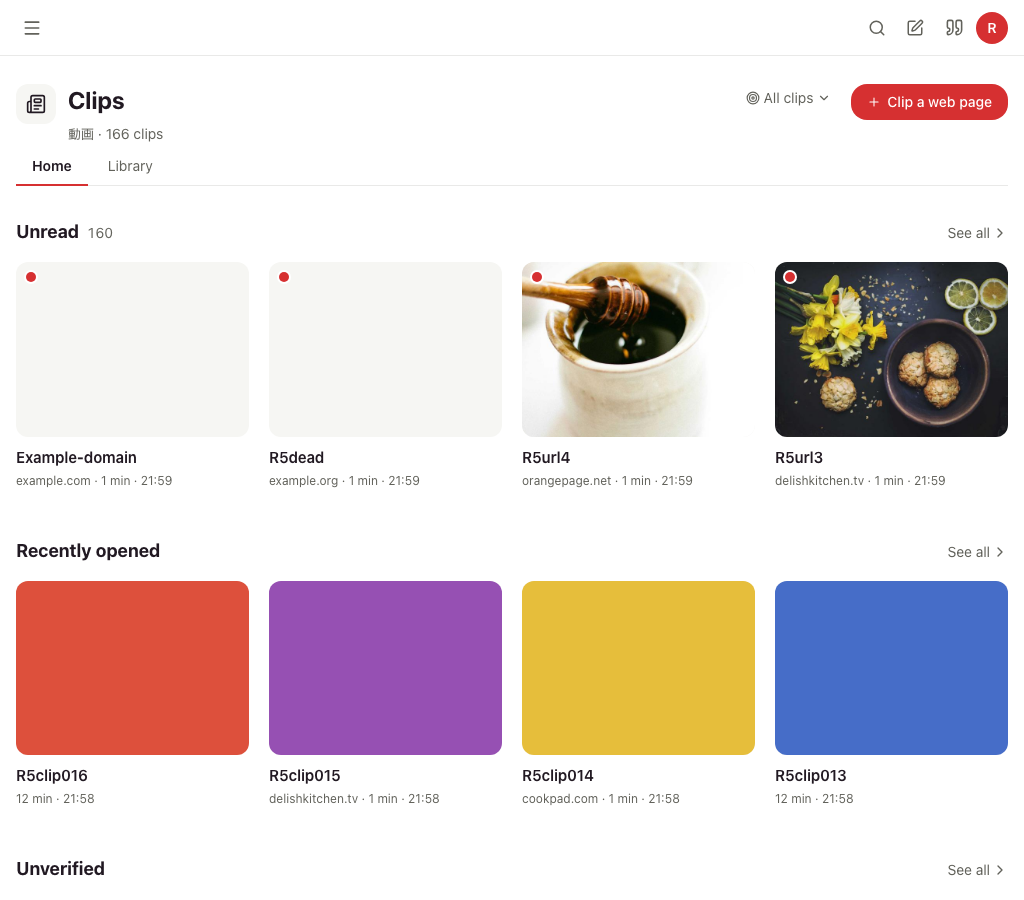 R
Clips
All clips
Clip a web page
動画 · 166 clips
Home
Library
Unread 160
See all
Example-domain
example.com · 1 min · 21:59
R5dead
example.org · 1 min · 21:59
R5url4
orangepage.net · 1 min · 21:59
R5url3
delishkitchen.tv · 1 min · 21:59
Recently opened
See all
R5clip016
12 min · 21:58
R5clip015
delishkitchen.tv · 1 min · 21:58
R5clip014
cookpad.com · 1 min · 21:58
R5clip013
12 min · 21:58
Unverified
See all